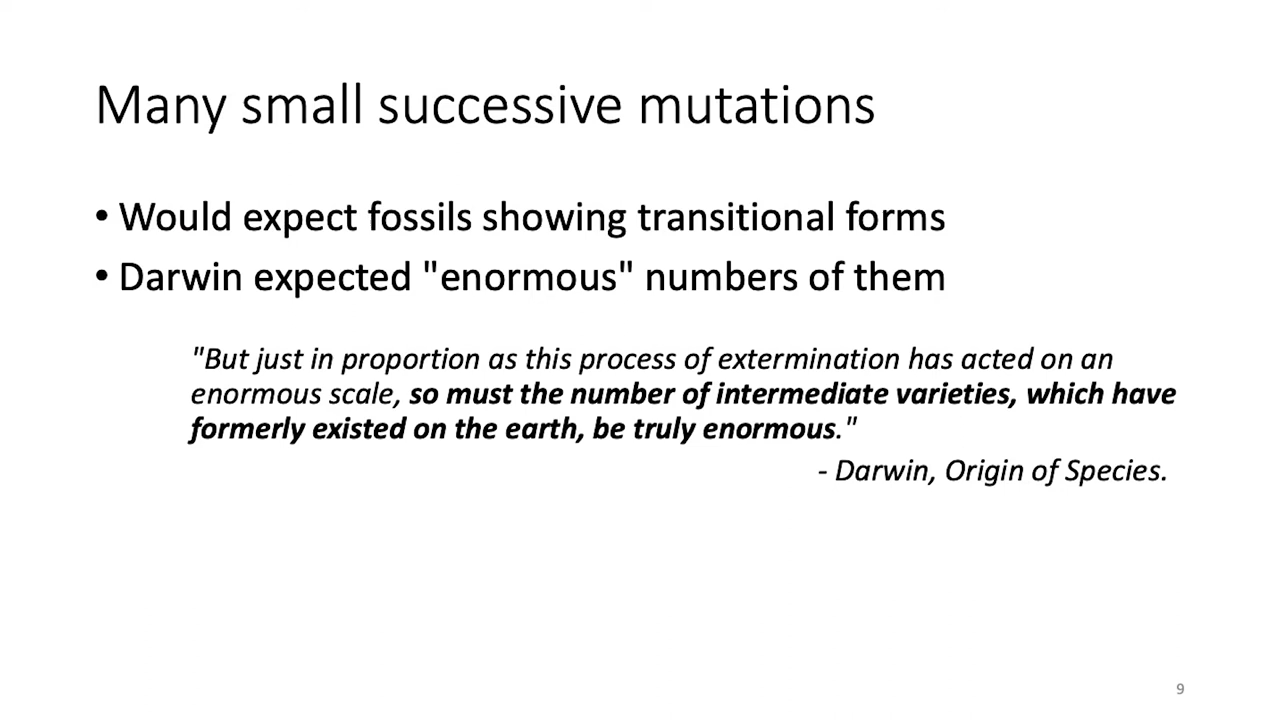 Many small successive mutations
• Would expect fossils showing transitional forms
• Darwin expected "enormous" numbers of them
"But just in proportion as this process of extermination has acted on an
enormous scale, so must the number of intermediate varieties, which have
formerly existed on the earth, be truly enormous."
- Darwin, Origin of Species.
9